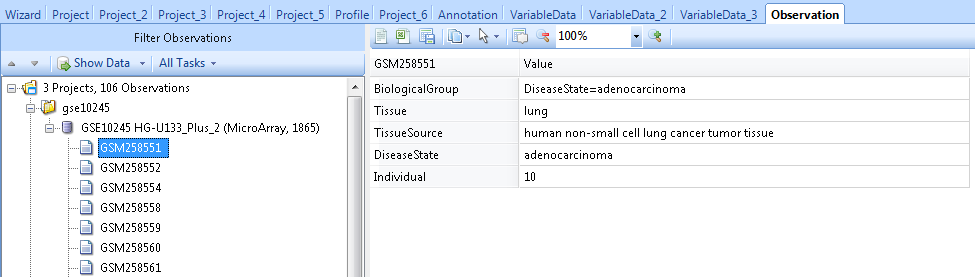 Wizard Project Project_2 Project_3 Project_4 Project_5 Profile Project_6 Annotation VariableData VariableData_2 VariableData_3 Observation
Filter Observations
Show Data All Tasks
3 Projects, 106 Observations
gse10245
GSE10245 HG-U133_Plus_2 (MicroArray, 1865)
GSM258551
GSM258552
GSM258554
GSM258558
GSM258559
GSM258560
GSM258561
100%
GSM258551 Value
BiologicalGroup DiseaseState=adenocarcinoma
Tissue lung
TissueSource human non-small cell lung cancer tumor tissue
DiseaseState adenocarcinoma
Individual 10